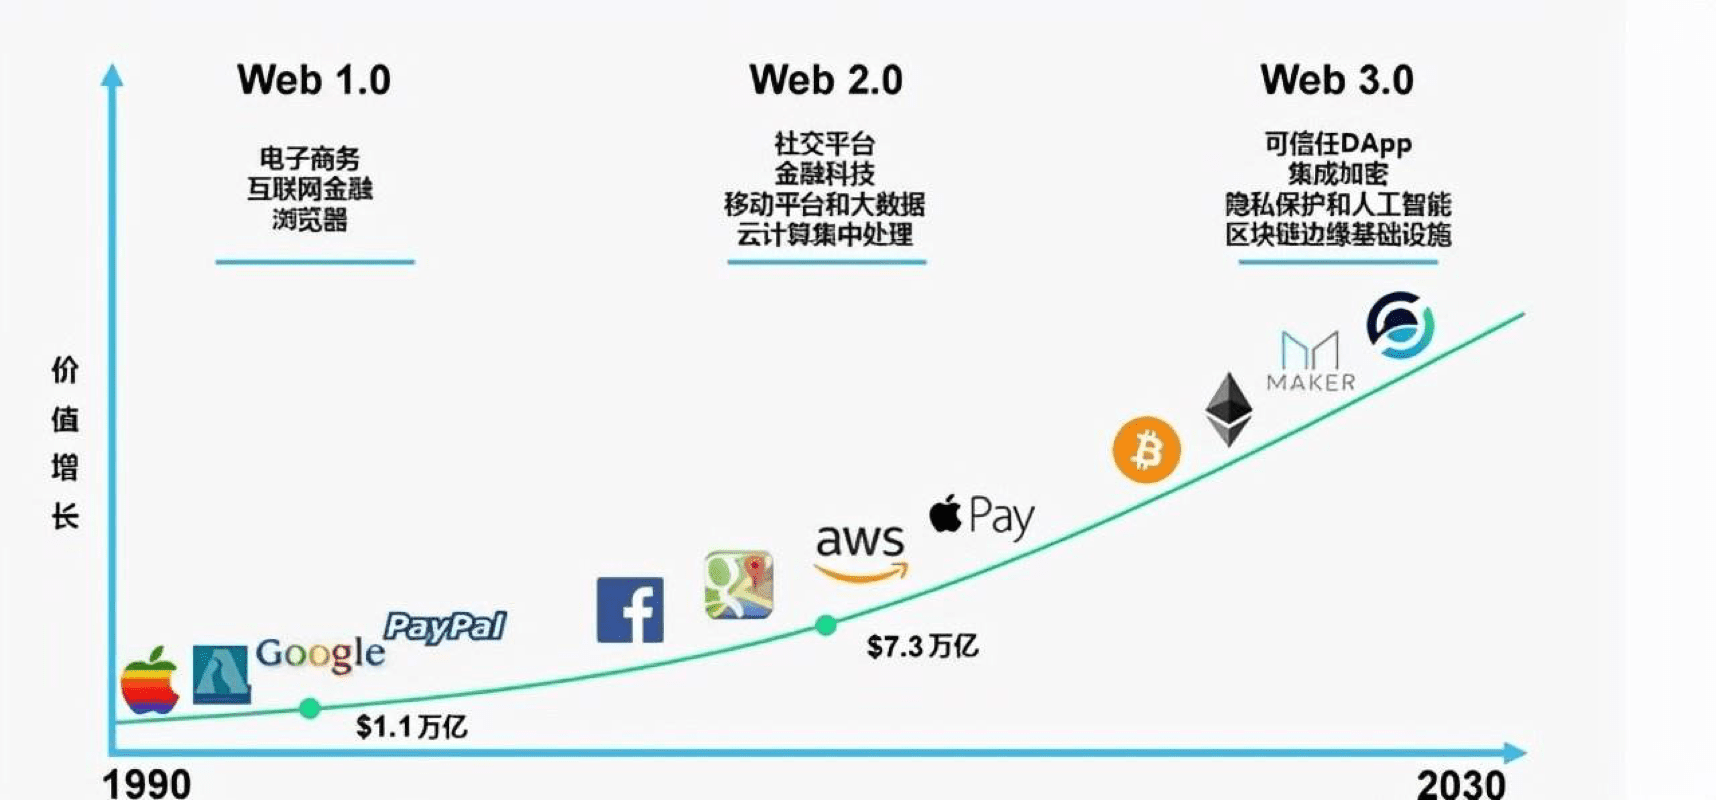 Web 1.0
电子商务
互联网金融
浏览器
Web 2.0
社交平台
金融科技
移动平台和大数据
云计算集中处理
Web 3.0
可信任DApp
集成加密
隐私保护和人工智能
区块链边缘基础设施
价值增长
MAKER
Pay
aws
PayPal
Google
f
$7.3 万亿
$1.1 万亿
1990
2030